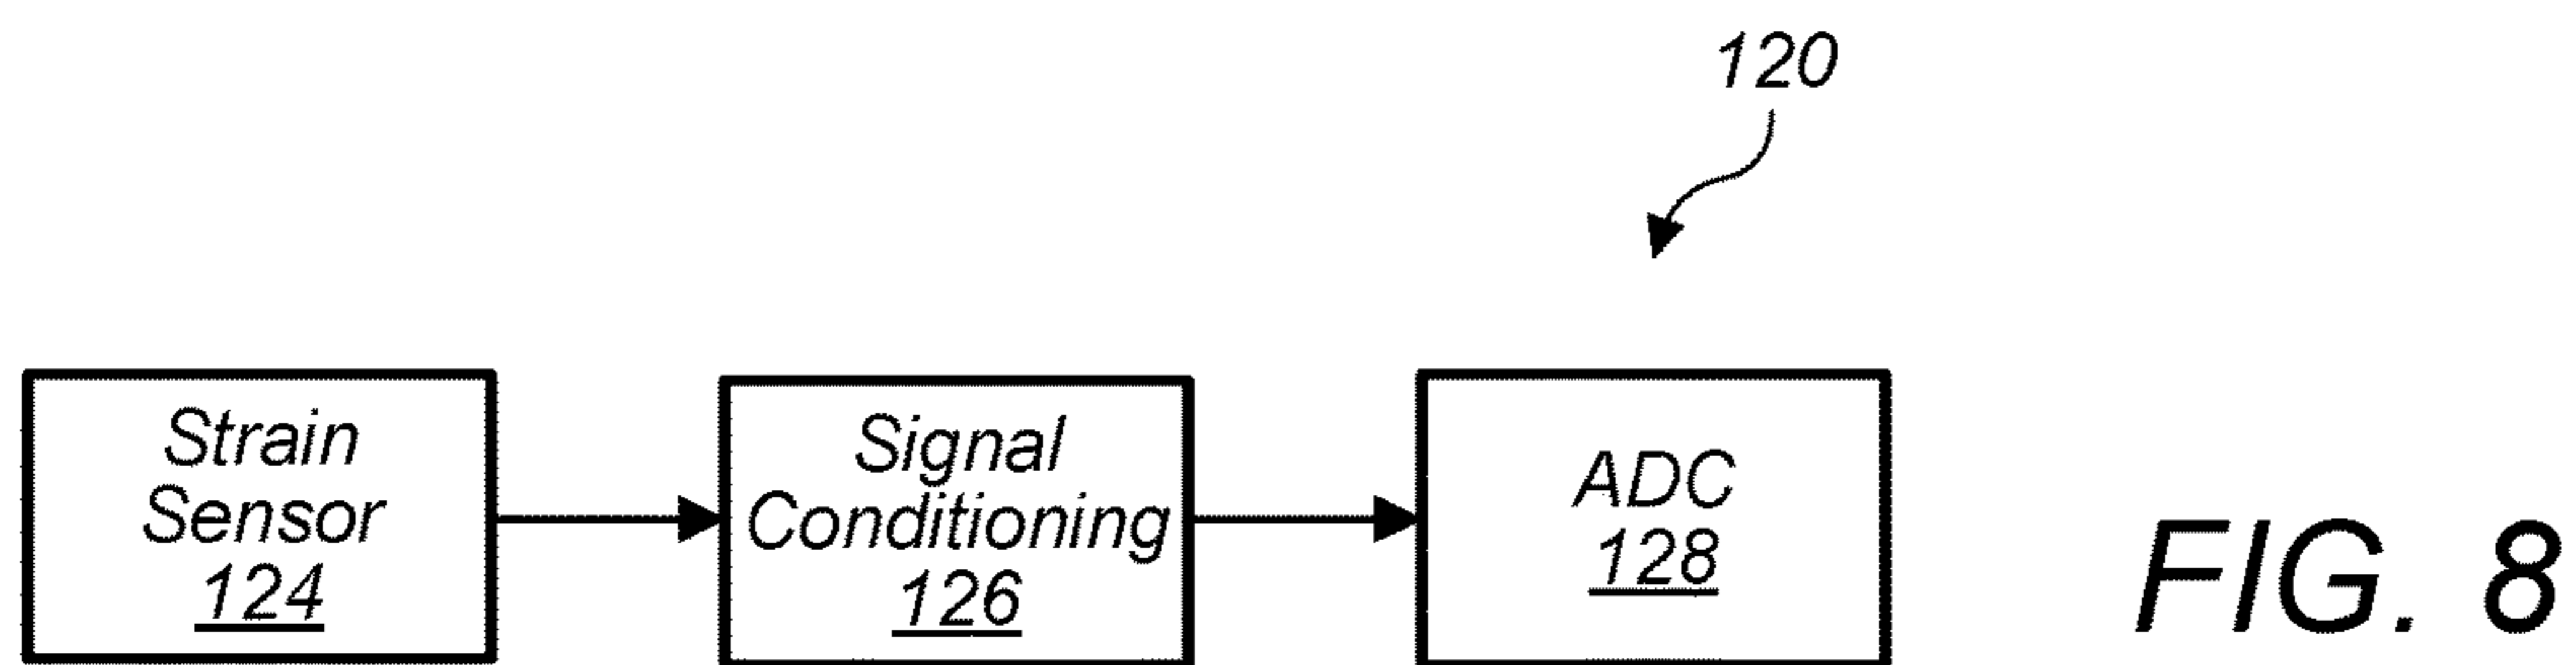 120
Strain
Sensor
124
Signal
Conditioning
126
ADC
128
FIG. 8